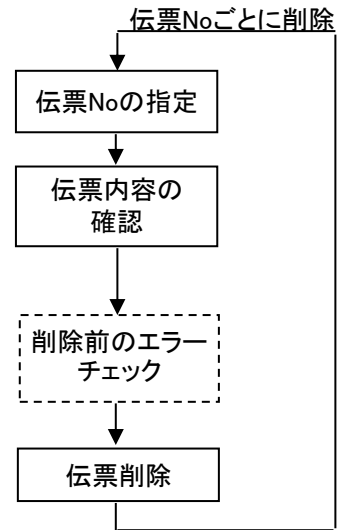 伝票Noごとに削除
伝票Noの指定
伝票内容の
確認
削除前のエラー
チェック
伝票削除